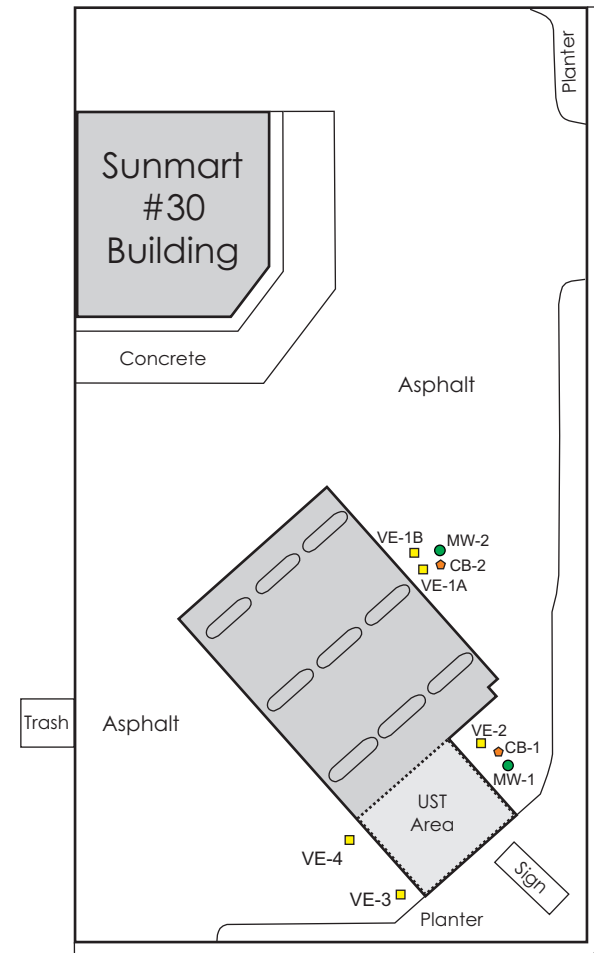 Planter
Sunmart
#30
Building
Concrete
Asphalt
VE-1B
MW-2
CB-2
VE-1A
Trash
Asphalt
VE-2
CB-1
MW-1
UST
Area
VE-4
Sign
VE-3
Planter